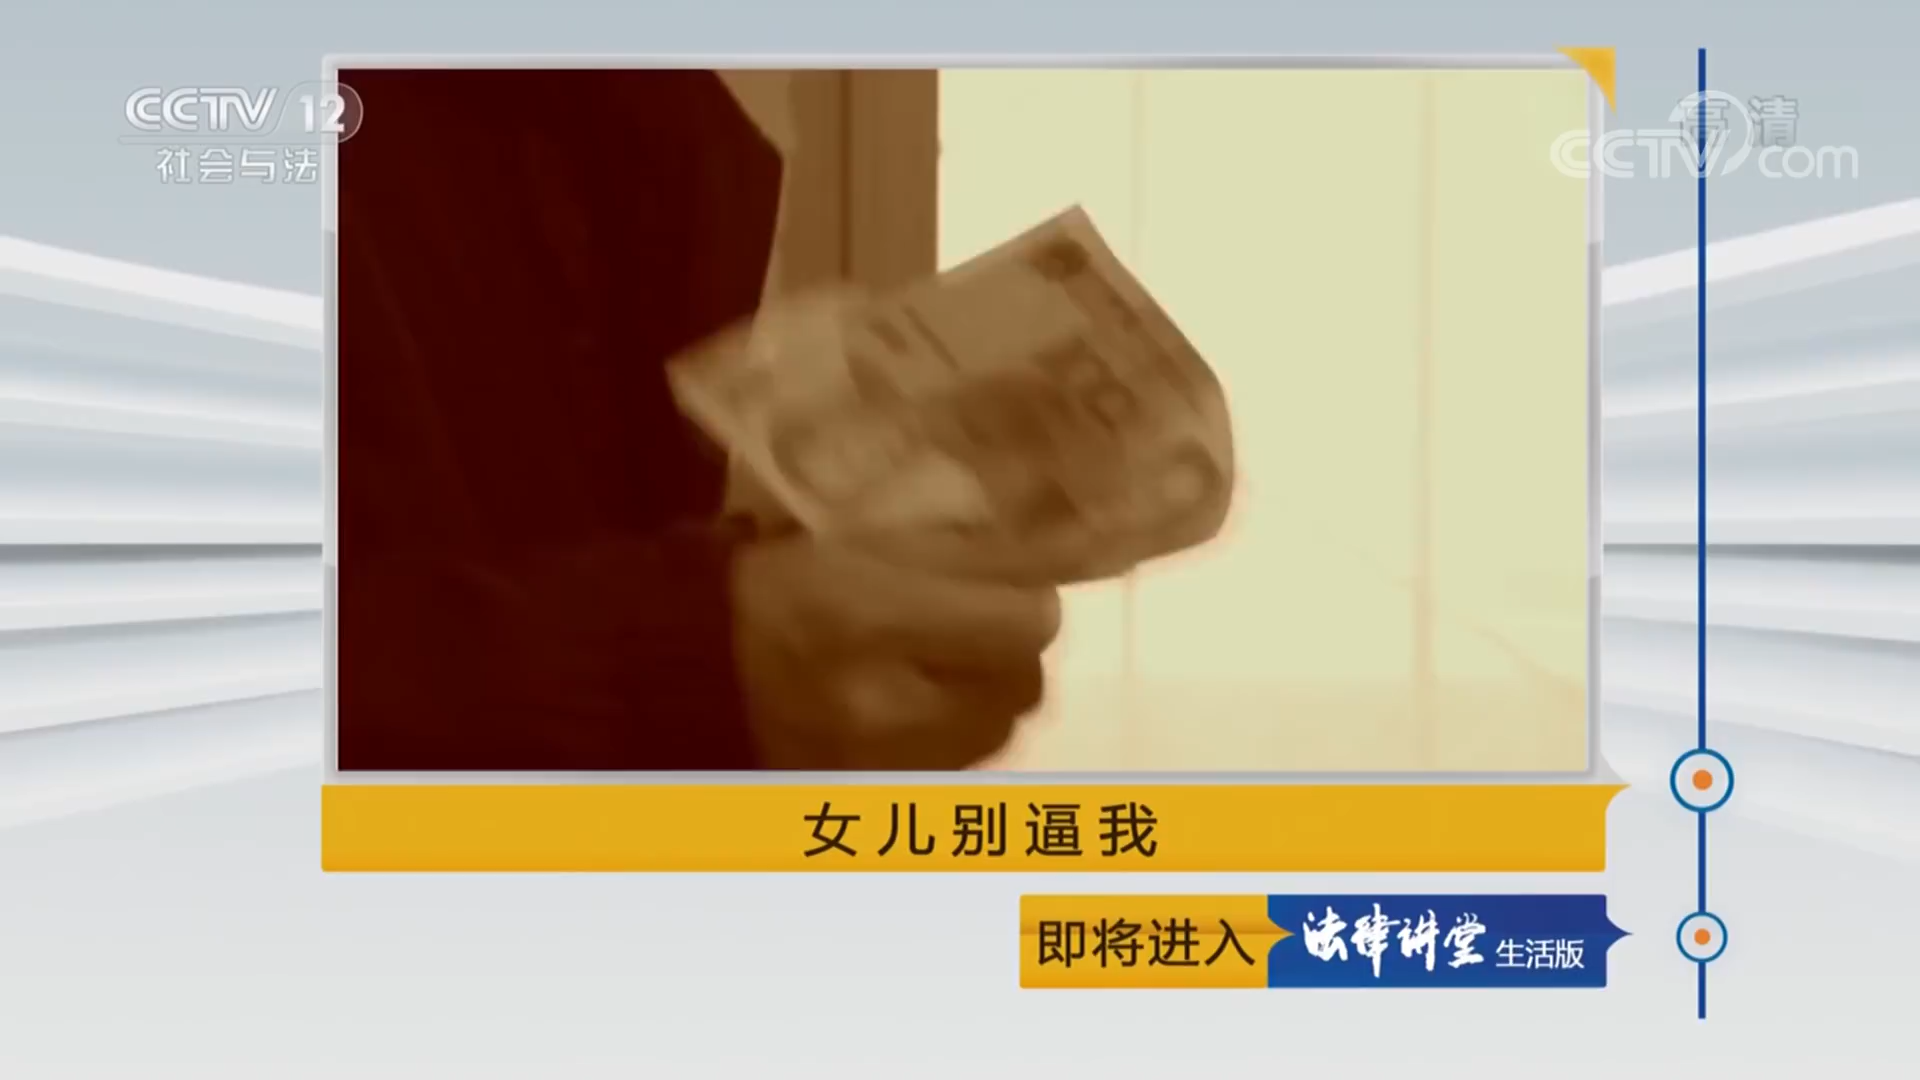 CCTV 12
社会与法
高清
CCTV.com
女儿别逼我
即将进入
法律讲堂 生活版